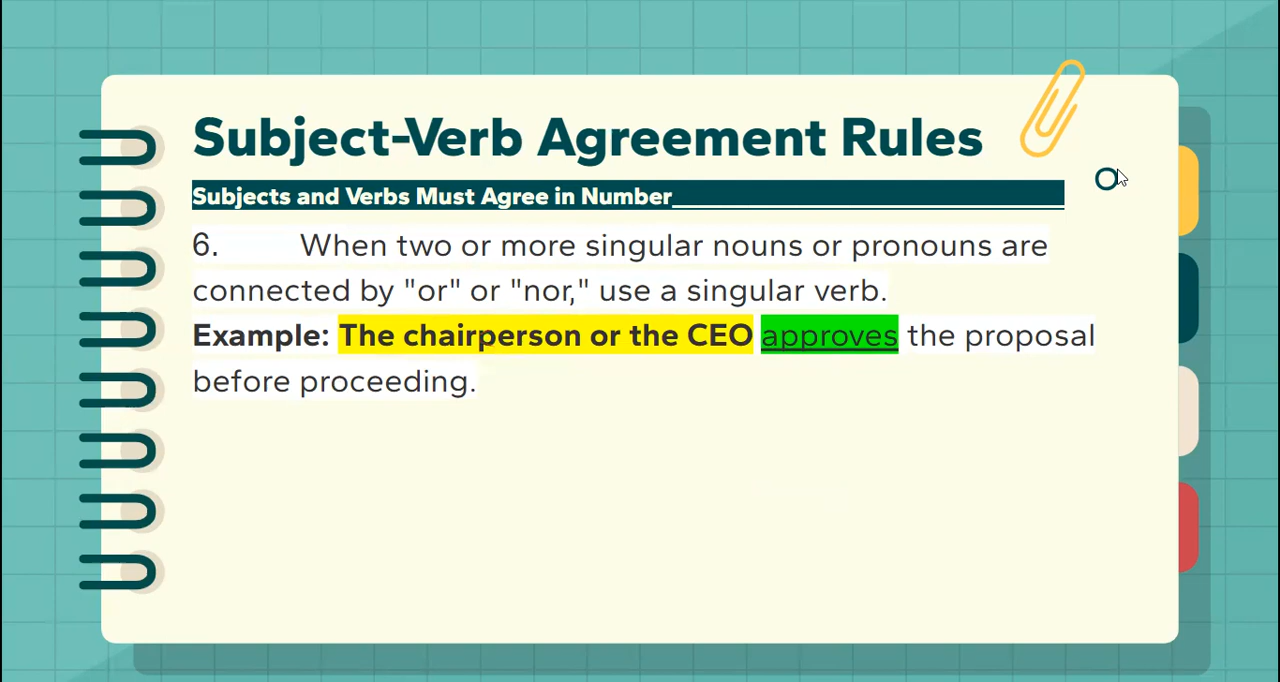 Subject-Verb Agreement Rules
Subjects and Verbs Must Agree in Number
6. When two or more singular nouns or pronouns are
connected by "or" or "nor," use a singular verb.
Example: The chairperson or the CEO approves the proposal
before proceeding.